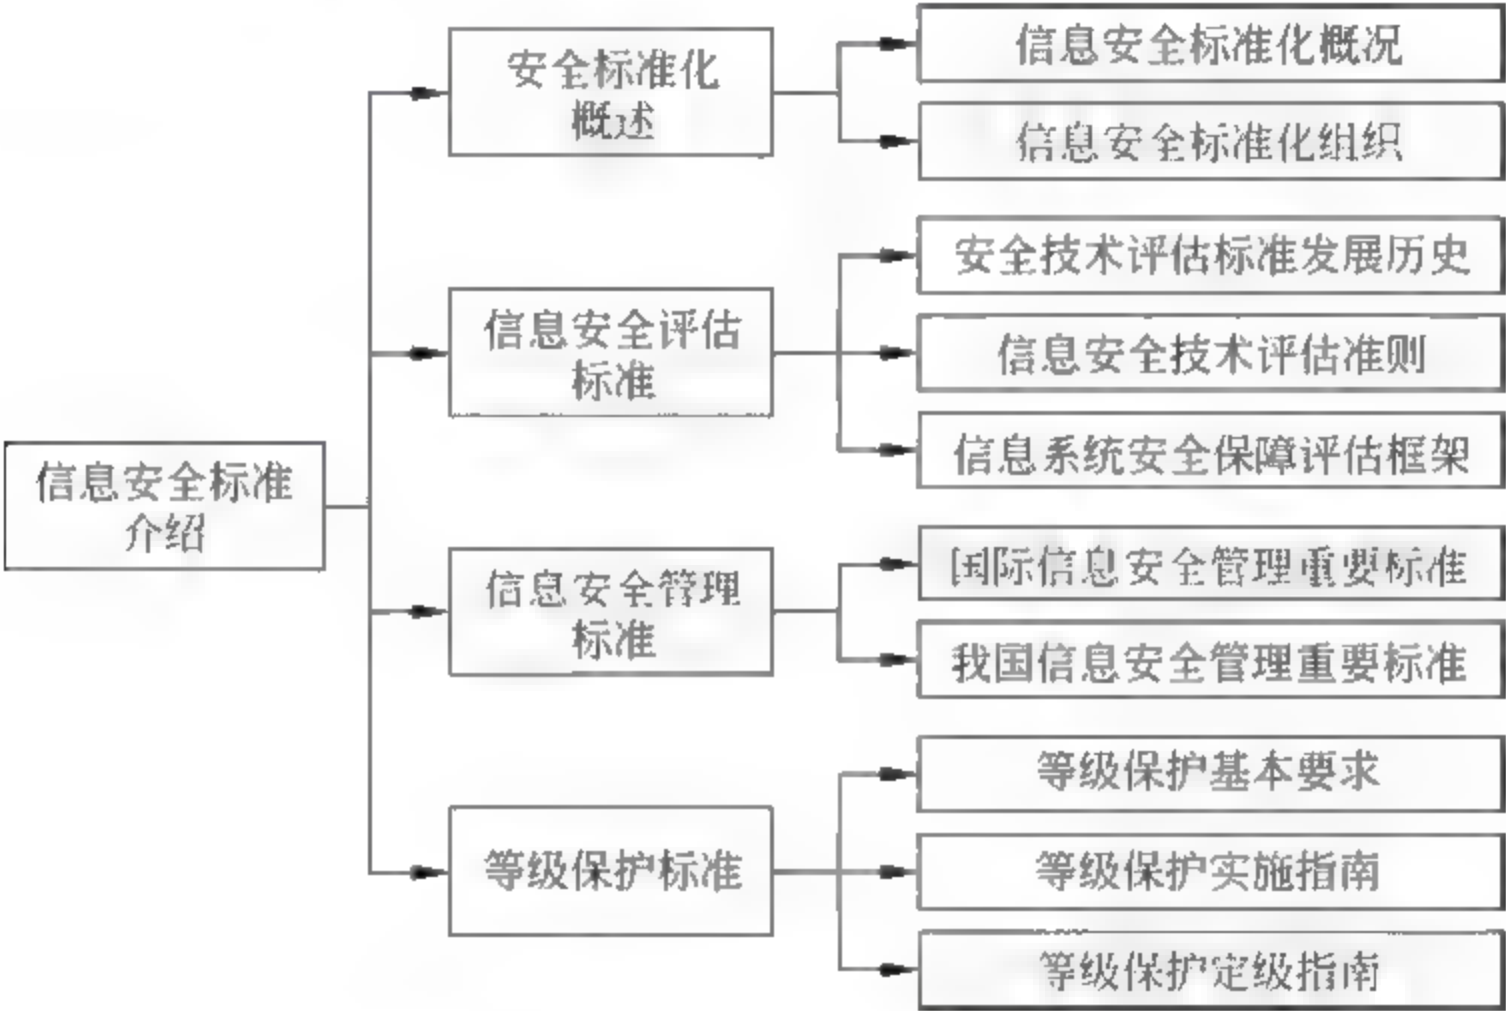 信息安全标准
介绍
安全标准化
概述
信息安全标准化概况
信息安全标准化组织
信息安全评估
标准
安全技术评估标准发展历史
信息安全技术评估准则
信息系统安全保障评估框架
信息安全管理
标准
国际信息安全管理重要标准
我国信息安全管理重要标准
等级保护标准
等级保护基本要求
等级保护实施指南
等级保护定级指南